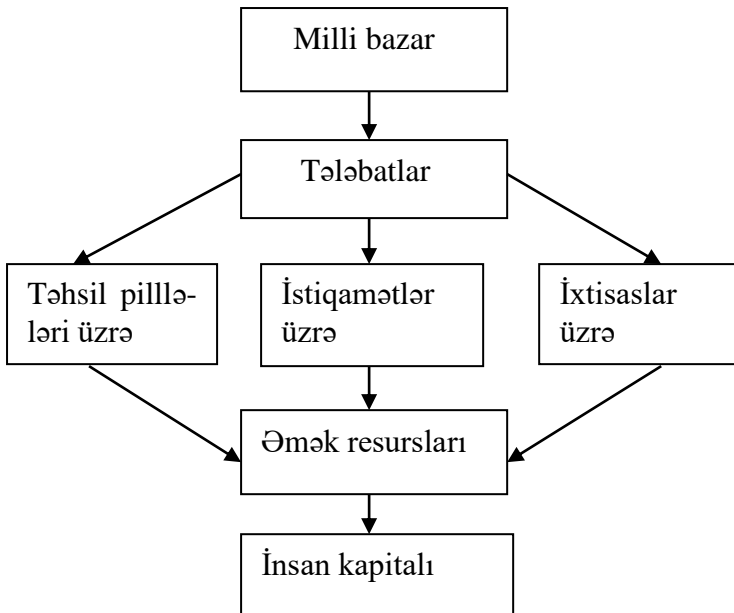 Milli bazar
Tələbatlar
Təhsil pilllə-
ləri üzrə
İstiqamətlər
üzrə
İxtisaslar
üzrə
Əmək resursları
İnsan kapitalı